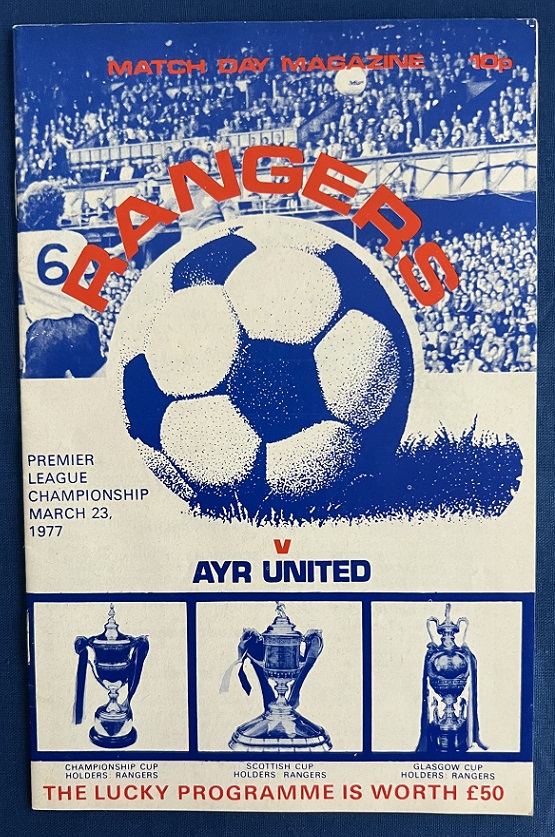 MATCH DAY MAGAZINE 10p
RANGERS
6
PREMIER
LEAGUE
CHAMPIONSHIP
MARCH 23,
1977
v
AYR UNITED
CHAMPIONSHIP CUP
HOLDERS: RANGERS
SCOTTISH CUP
HOLDERS: RANGERS
GLASGOW CUP
HOLDERS: RANGERS
THE LUCKY PROGRAMME IS WORTH £50